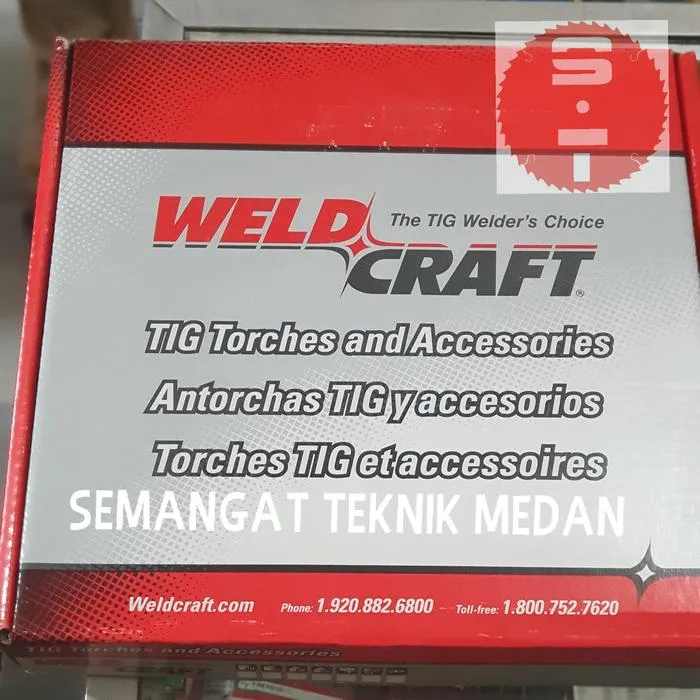 S.T
WELD
The TIG Welder's Choice
CRAFT®
TIG Torches and Accessories
Antorchas TIG y accesorios
Torches TIG et accessoires
SEMANGAT TEKNIK MEDAN
Weldcraft.com Phone: 1.920.882.6800 Toll-free: 1.800.752.7620
TIG Torches and Accessories
CRAFT